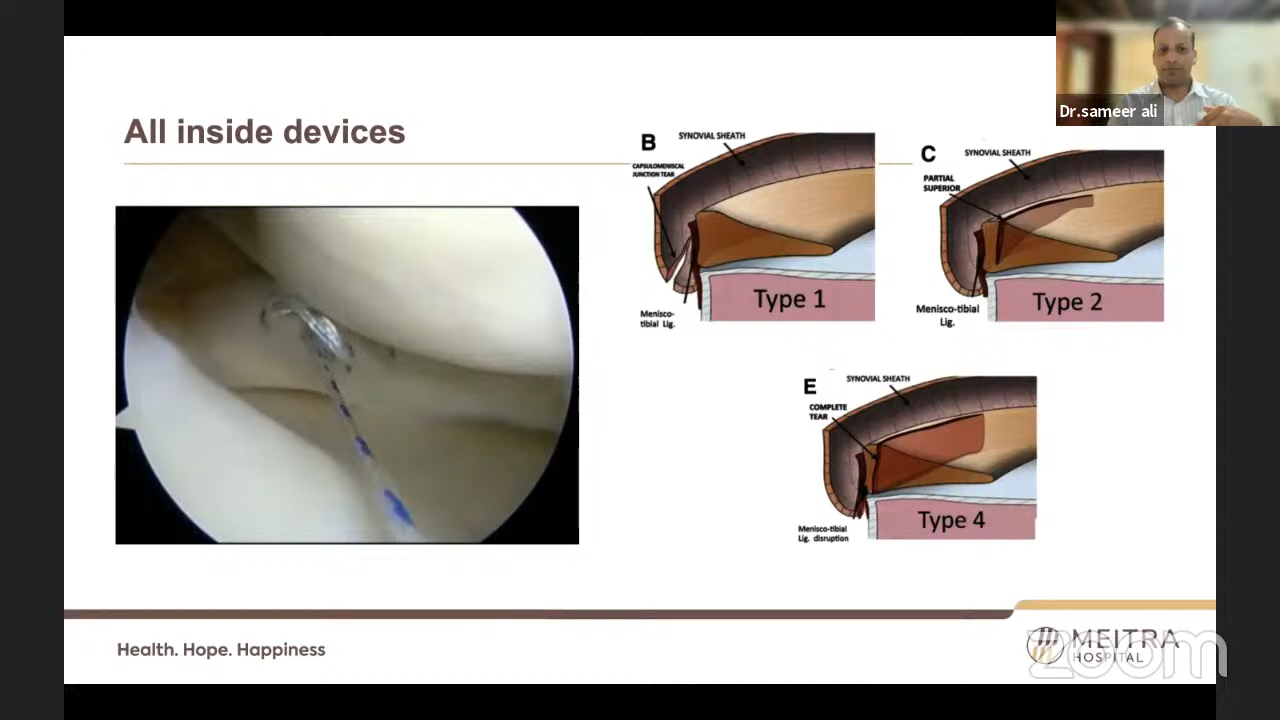 Dr.sameer ali
All inside devices
B
SYNOVIAL SHEATH
CAPSULOMENISCAL
JUNCTION TEAR
Menisco-
tibial Lig.
Type 1
C
SYNOVIAL SHEATH
PARTIAL
SUPERIOR
Menisco-tibial
Lig.
Type 2
E
SYNOVIAL SHEATH
COMPLETE
TEAR
Menisco-tibial
Lig. disruption
Type 4
Health. Hope. Happiness
MEITRA
HOSPITAL
zoom